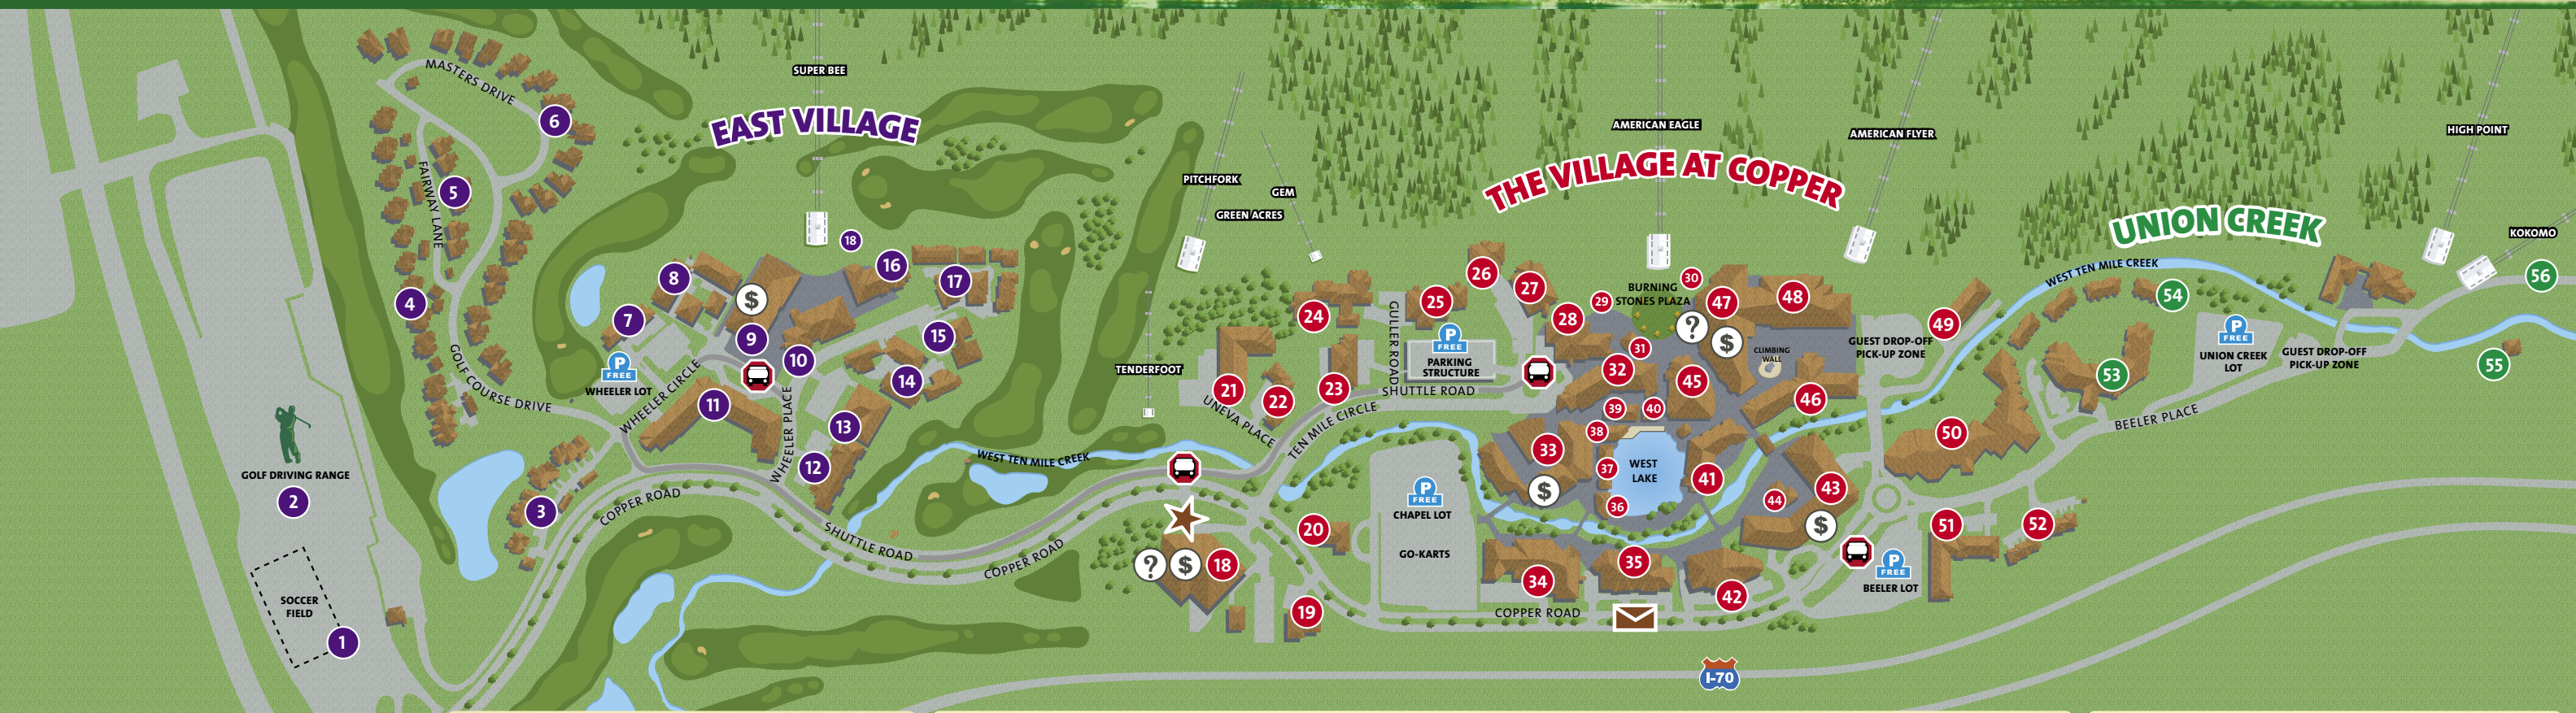 SUPER BEE
EAST VILLAGE
MASTERS DRIVE
FAIRWAY LANE
GOLF COURSE DRIVE
6
5
4
18
8
16
17
$
7
9
10
15
14
P
FREE
WHEELER LOT
WHEELER CIRCLE
WHEELER PLACE
11
13
12
3
GOLF DRIVING RANGE
2
SOCCER
FIELD
1
COPPER ROAD
SHUTTLE ROAD
COPPER ROAD
WEST TEN MILE CREEK
PITCHFORK
GEM
GREEN ACRES
TENDERFOOT
AMERICAN EAGLE
AMERICAN FLYER
THE VILLAGE AT COPPER
26
27
25
24
28
29
30
BURNING
STONES PLAZA
47
48
?
$
31
32
45
46
CLIMBING
WALL
GULLER ROAD
P
FREE
PARKING
STRUCTURE
SHUTTLE ROAD
21
22
23
UNEVA PLACE
TEN MILE CIRCLE
39
40
38
33
37
WEST
LAKE
41
36
$
44
43
$
P
FREE
CHAPEL LOT
GO-KARTS
20
?
$
18
19
34
35
42
COPPER ROAD
I-70
49
GUEST DROP-OFF
PICK-UP ZONE
50
51
52
P
FREE
BEELER LOT
UNION CREEK
HIGH POINT
KOKOMO
WEST TEN MILE CREEK
54
56
55
53
P
FREE
UNION CREEK
LOT
GUEST DROP-OFF
PICK-UP ZONE
BEELER PLACE